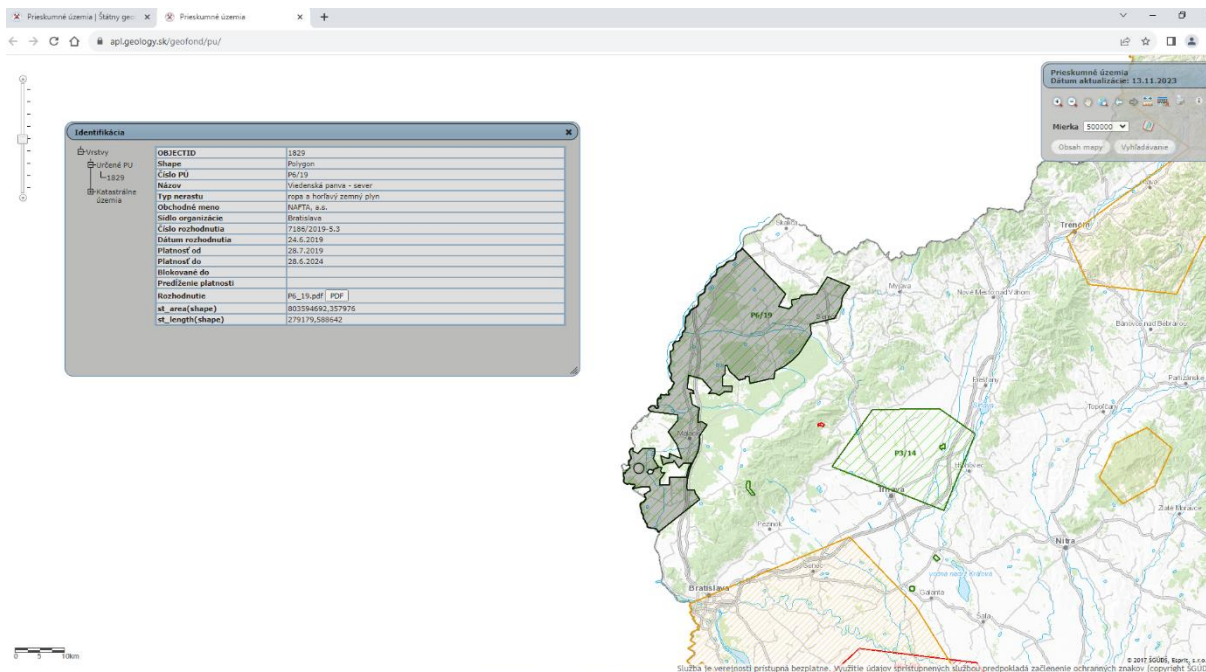 Prieskumné územia | Štátny geo
Prieskumné územia
apl.geology.sk/geofond/pu/
Prieskumné územia
Dátum aktualizácie: 13.11.2023
Mierka 500000
Obsah mapy Vyhľadávanie
Identifikácia
Vrstvy
Určené PU
1829
Katastrálne
územia
OBJECTID 1829
Shape Polygon
Číslo PÚ P6/19
Názov Viedenská panva - sever
Typ nerastu ropa a horľavý zemný plyn
Obchodné meno NAFTA, a.s.
Sídlo organizácie Bratislava
Číslo rozhodnutia 7186/2019-5.3
Dátum rozhodnutia 24.6.2019
Platnosť od 28.7.2019
Platnosť do 28.6.2024
Blokované do
Predĺženie platnosti
Rozhodnutie P6_19.pdf PDF
st_area(shape) 803594692,357976
st_length(shape) 279179,588642
Skalica
Trenčín
Myjava
Nové Mesto nad Váhom
Bánovce nad Bebravou
P6/19
Senica
Piešťany
Partizánske
Topoľčany
Malacky
P3/14
Hlohovec
Trnava
Zlaté Moravce
Pezinok
Nitra
Senec
vodná nádrž Kráľová
Bratislava
Galanta
Šaľa
0 5 10km
© 2017 ŠGÚDŠ, Esprit, s.r.o.
Služba je verejnosti prístupná bezplatne. Využitie údajov sprístupnených službou predpokladá začlenenie ochranných znakov (copyright ŠGÚD